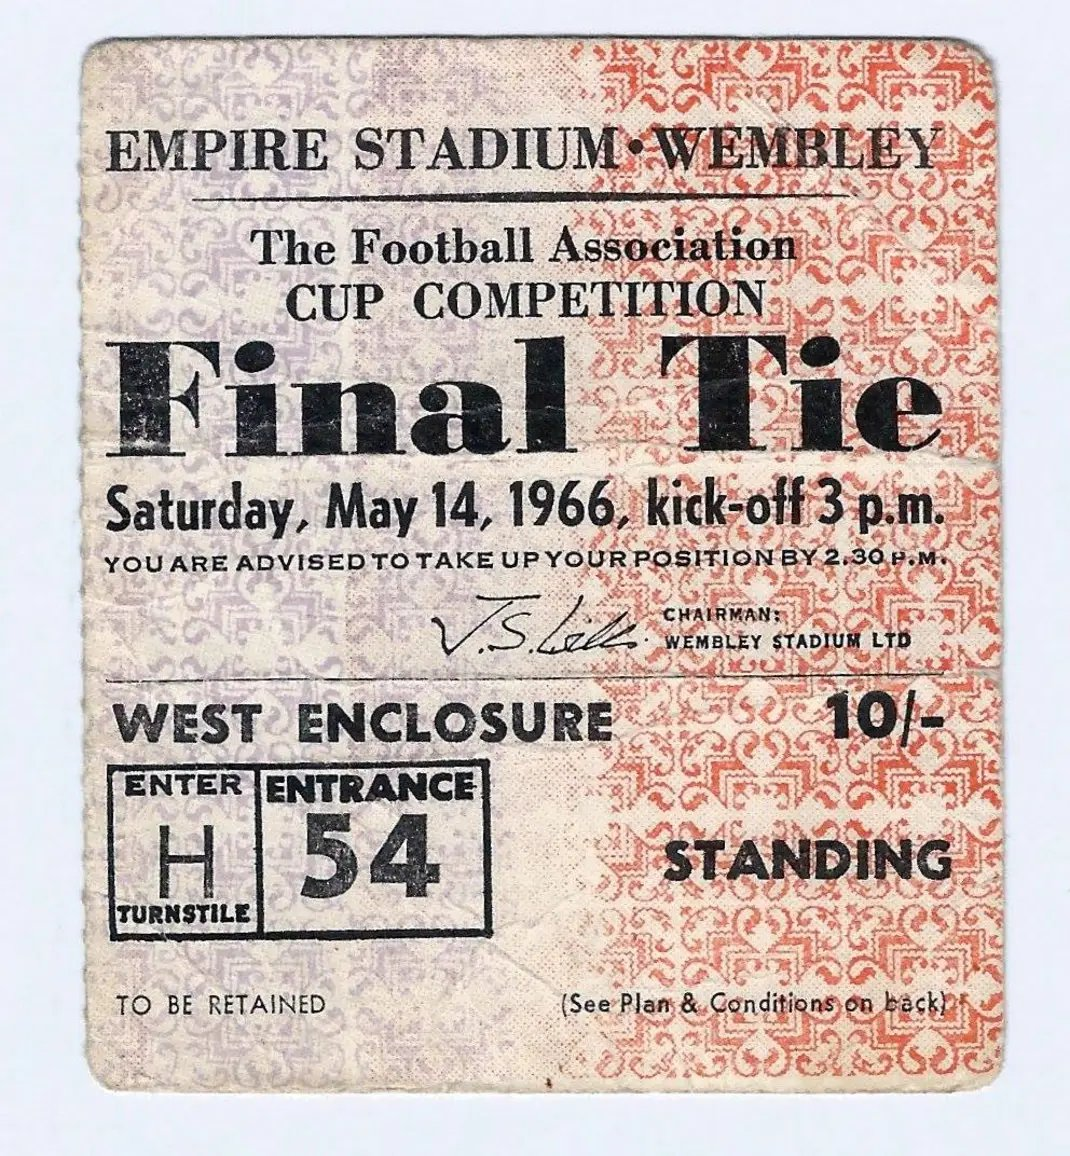 EMPIRE STADIUM • WEMBLEY
The Football Association
CUP COMPETITION
Final Tie
Saturday, May 14, 1966, kick-off 3 p.m.
YOU ARE ADVISED TO TAKE UP YOUR POSITION BY 2.30 P.M.
CHAIRMAN:
WEMBLEY STADIUM LTD
WEST ENCLOSURE 10/-
ENTER ENTRANCE
H 54
TURNSTILE
STANDING
TO BE RETAINED (See Plan & Conditions on back)